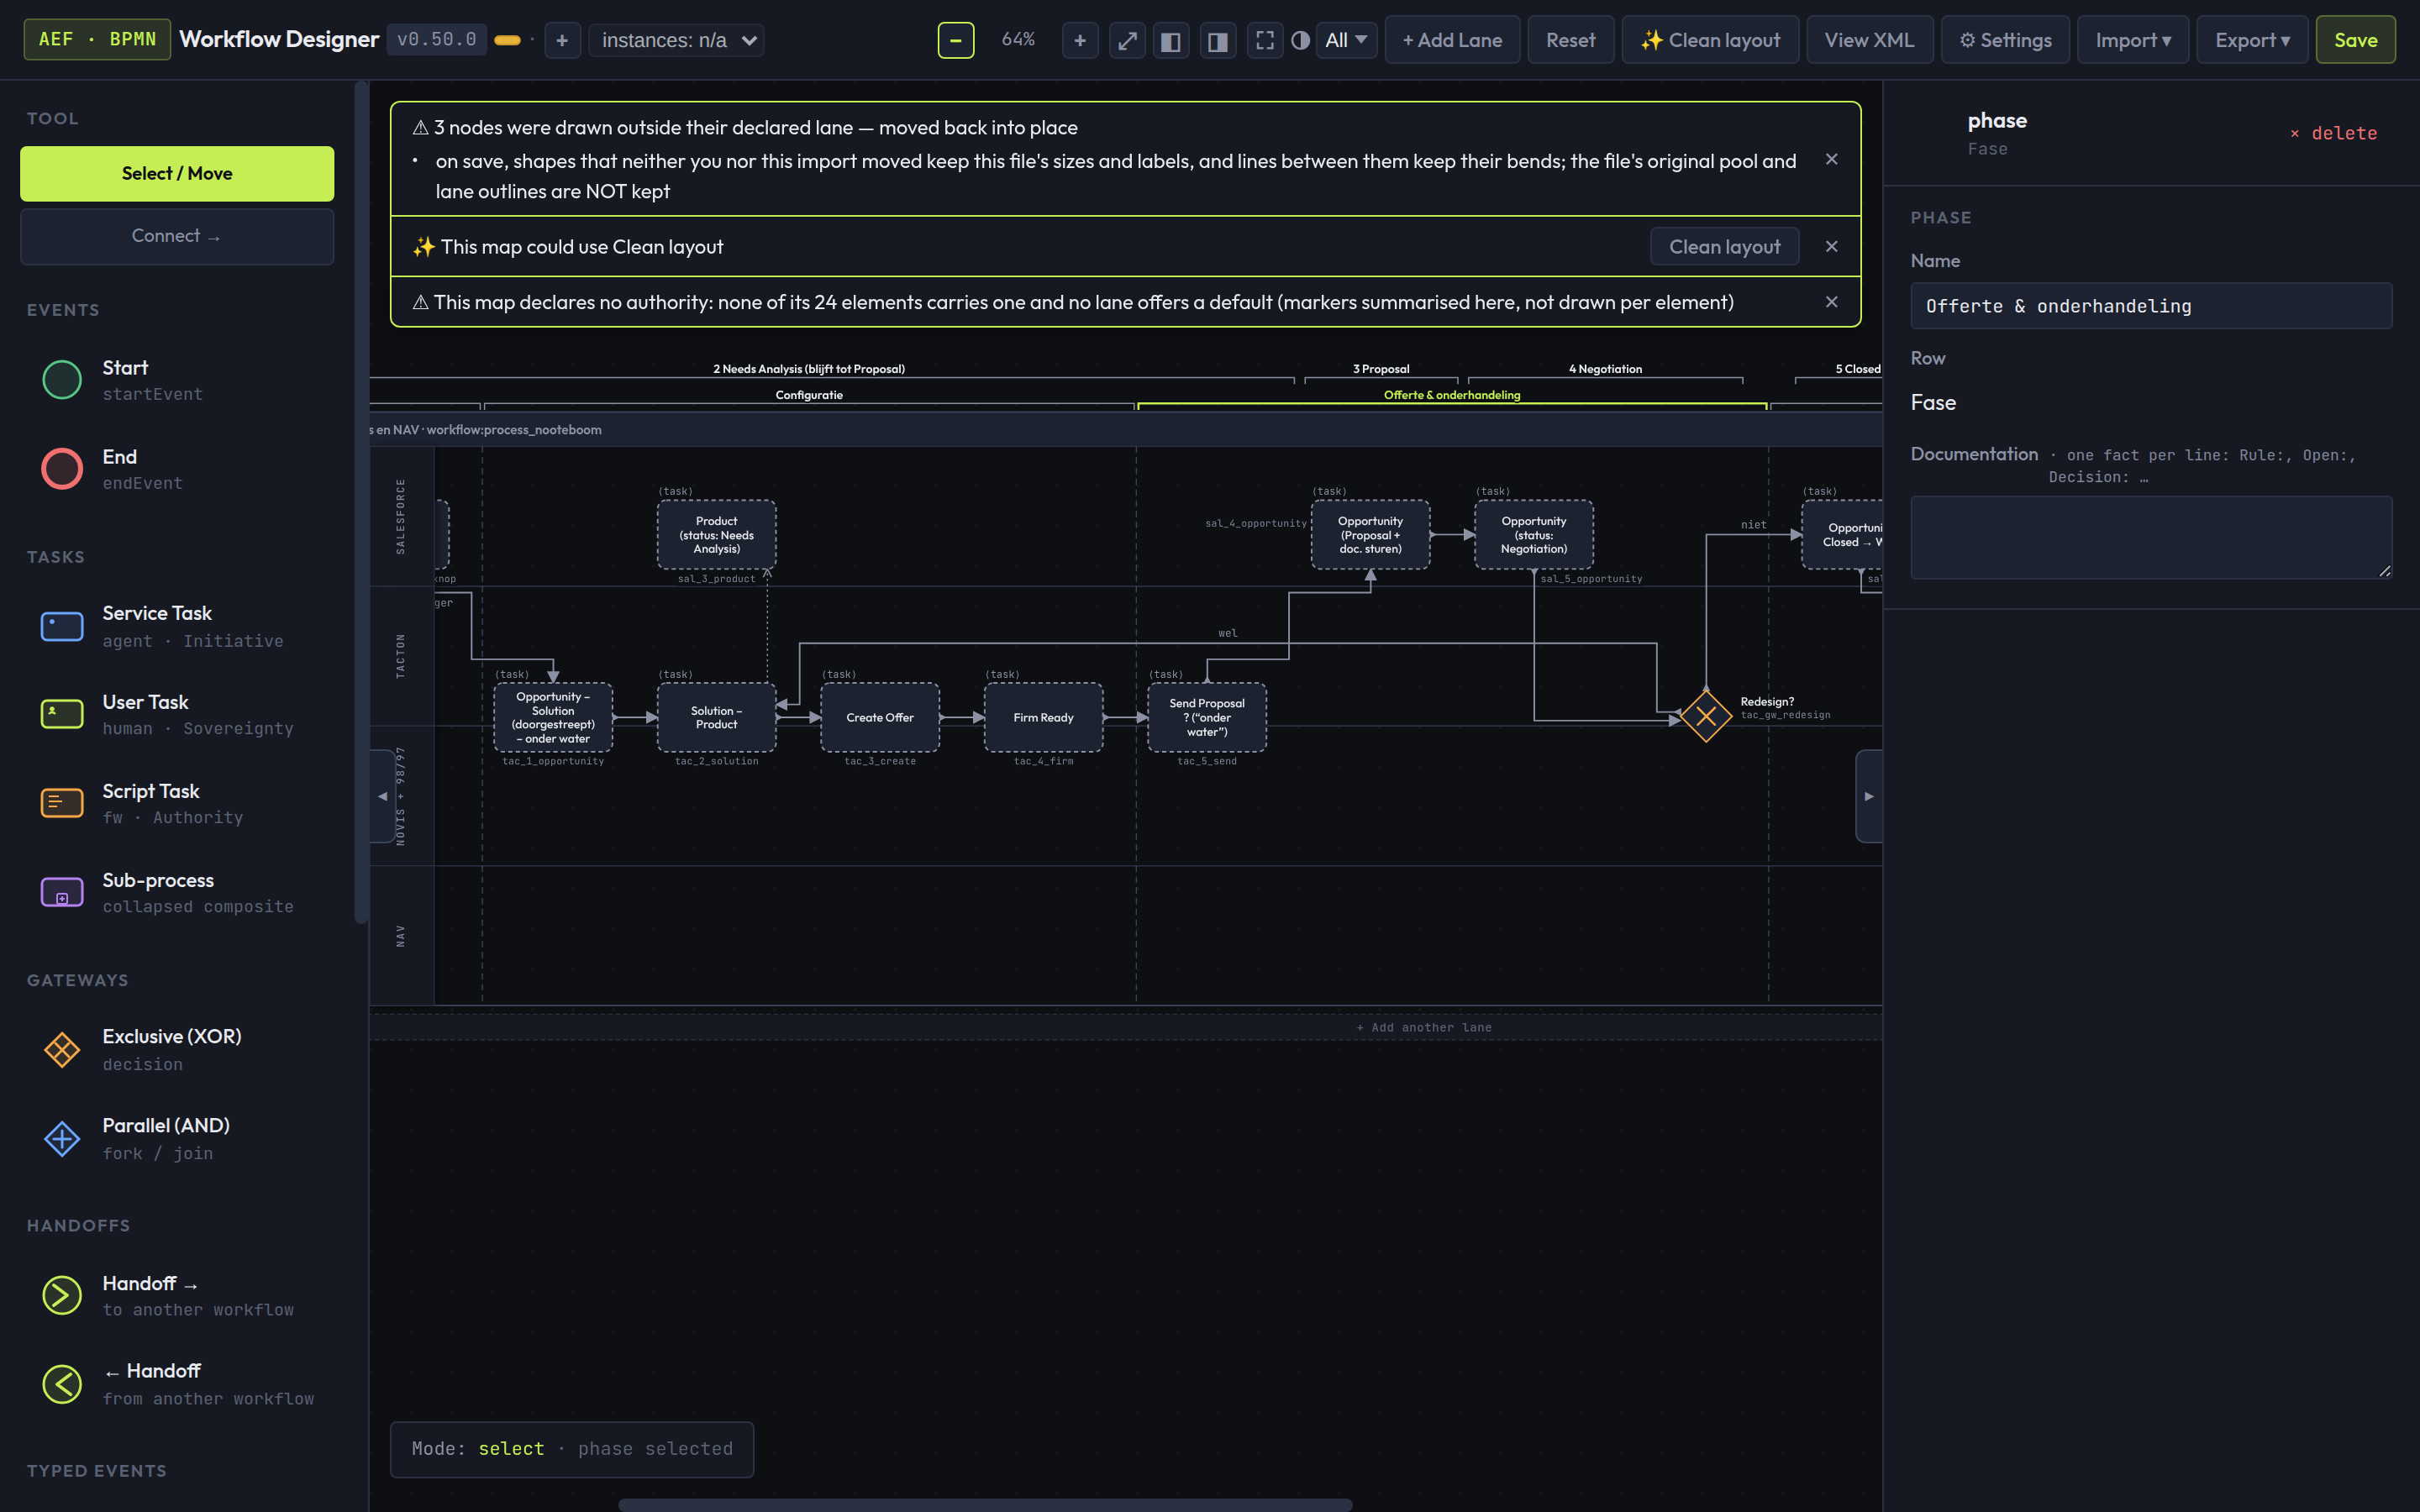 AEF · BPMN Workflow Designer v0.50.0 · + instances: n/a − 64% + All + Add Lane Reset ✨ Clean layout View XML ⚙ Settings Import ▾ Export ▾ Save
TOOL
Select / Move
Connect →
EVENTS
Start
startEvent
End
endEvent
TASKS
Service Task
agent · Initiative
User Task
human · Sovereignty
Script Task
fw · Authority
Sub-process
collapsed composite
GATEWAYS
Exclusive (XOR)
decision
Parallel (AND)
fork / join
HANDOFFS
Handoff →
to another workflow
← Handoff
from another workflow
TYPED EVENTS
⚠ 3 nodes were drawn outside their declared lane — moved back into place
• on save, shapes that neither you nor this import moved keep this file's sizes and labels, and lines between them keep their bends; the file's original pool and
lane outlines are NOT kept
×
✨ This map could use Clean layout
Clean layout ×
⚠ This map declares no authority: none of its 24 elements carries one and no lane offers a default (markers summarised here, not drawn per element) ×
2 Needs Analysis (blijft tot Proposal) 3 Proposal 4 Negotiation 5 Closed
Configuratie Offerte & onderhandeling
s en NAV · workflow:process_nooteboom
SALESFORCE
TACTON
NOVIS + 98/97
NAV
knop
ger
(task)
Product
(status: Needs
Analysis)
sal_3_product
sal_4_opportunity
(task)
Opportunity
(Proposal +
doc. sturen)
(task)
Opportunity
(status:
Negotiation)
sal_5_opportunity
niet
(task)
Opportuni
Closed → W
sal
wel
(task)
Opportunity –
Solution
(doorgestreept)
– onder water
tac_1_opportunity
(task)
Solution –
Product
tac_2_solution
(task)
Create Offer
tac_3_create
(task)
Firm Ready
tac_4_firm
(task)
Send Proposal
? (“onder
water”)
tac_5_send
Redesign?
tac_gw_redesign
+ Add another lane
Mode: select · phase selected
phase
Fase
× delete
PHASE
Name
Offerte & onderhandeling
Row
Fase
Documentation · one fact per line: Rule:, Open:,
Decision: …